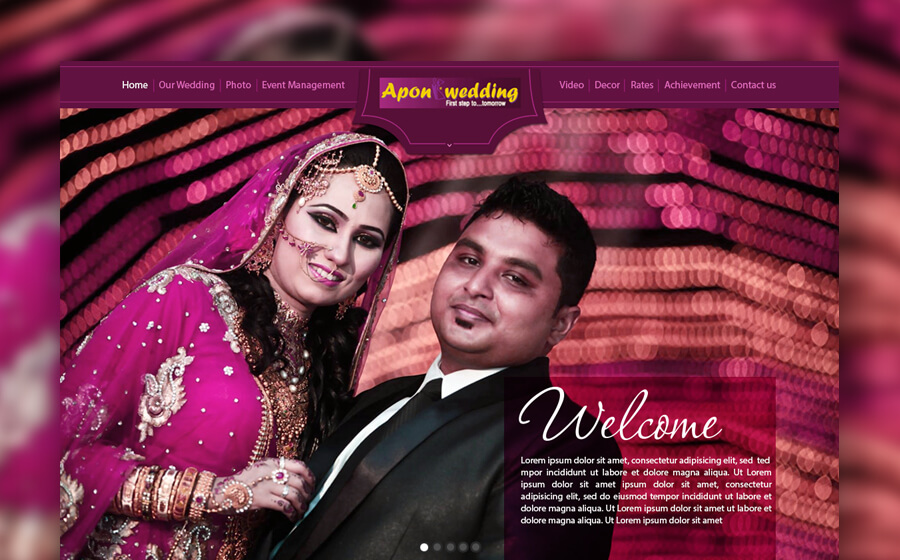 Home Our Wedding Photo Event Management Apon wedding Video Decor Rates Achievement Contact us
First step to....tomorrow
Welcome
Lorem ipsum dolor sit amet, consectetur adipisicing elit, sed ted
mpor incididunt ut labore et dolore magna aliqua. Ut Lorem
ipsum dolor sit amet ipsum dolor sit amet, consectetur
adipisicing elit, sed do eiusmod tempor incididunt ut labore et
dolore magna aliqua. Ut Lorem ipsum dolor sit amet ut labore et
dolore magna aliqua. Ut Lorem ipsum dolor sit amet